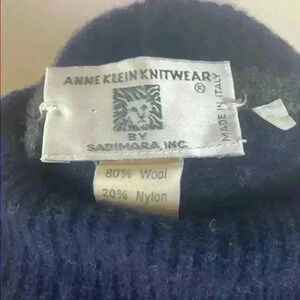 ANNE KLEIN KNITWEAR
®
BY
SADIMARA, INC.
MADE IN ITALY
80% Wool
20% Nylon